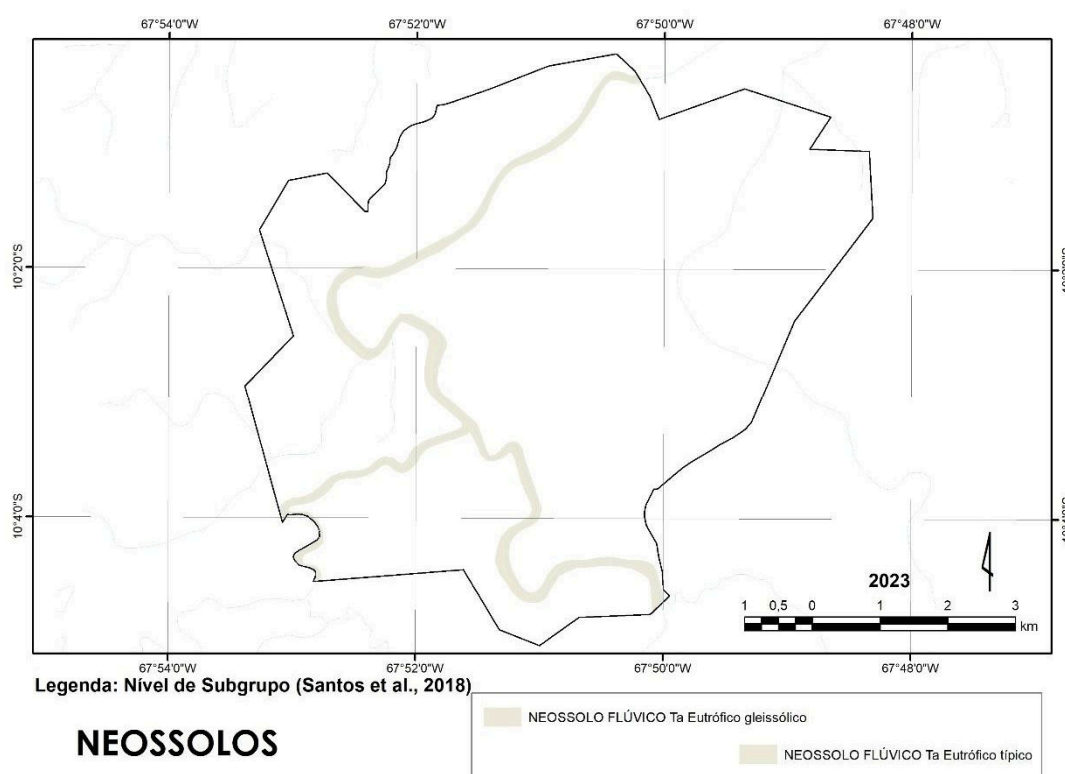 67°54'0"W 67°52'0"W 67°50'0"W 67°48'0"W
10°2'0"S
10°4'0"S
2023
1 0,5 0 1 2 3
km
67°54'0"W 67°52'0"W 67°50'0"W 67°48'0"W
Legenda: Nível de Subgrupo (Santos et al., 2018)
NEOSSOLOS
NEOSSOLO FLÚVICO Ta Eutrófico gleissólico
NEOSSOLO FLÚVICO Ta Eutrófico típico